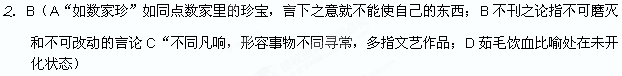 2. B（A“如数家珍”如同点数家里的珍宝，言下之意就不能使自己的东西；B 不刊之论指不可磨灭
和不可改动的言论 C“不同凡响，形容事物不同寻常，多指文艺作品；D 茹毛饮血比喻处在未开
化状态）